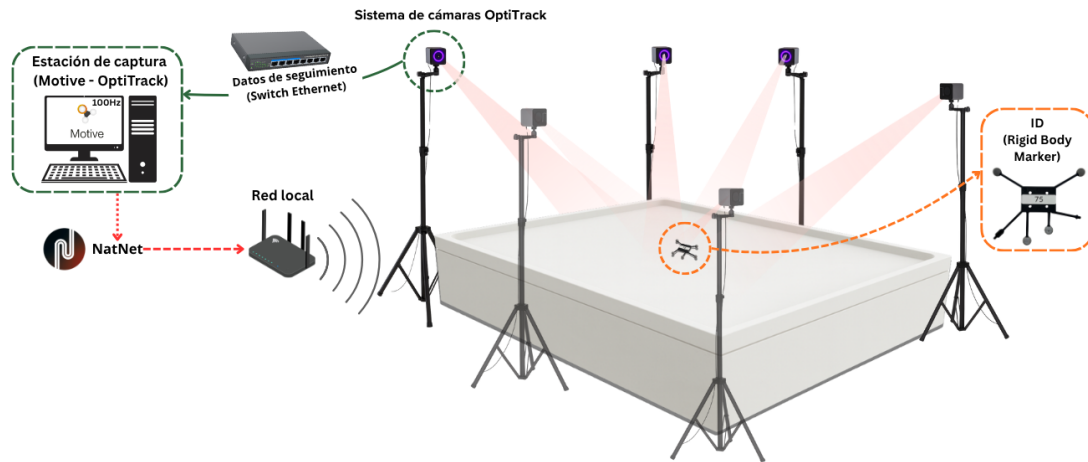 Sistema de cámaras OptiTrack
Estación de captura
(Motive - OptiTrack)
100Hz
Motive
Datos de seguimiento
(Switch Ethernet)
ID
(Rigid Body
Marker)
75
Red local
NatNet